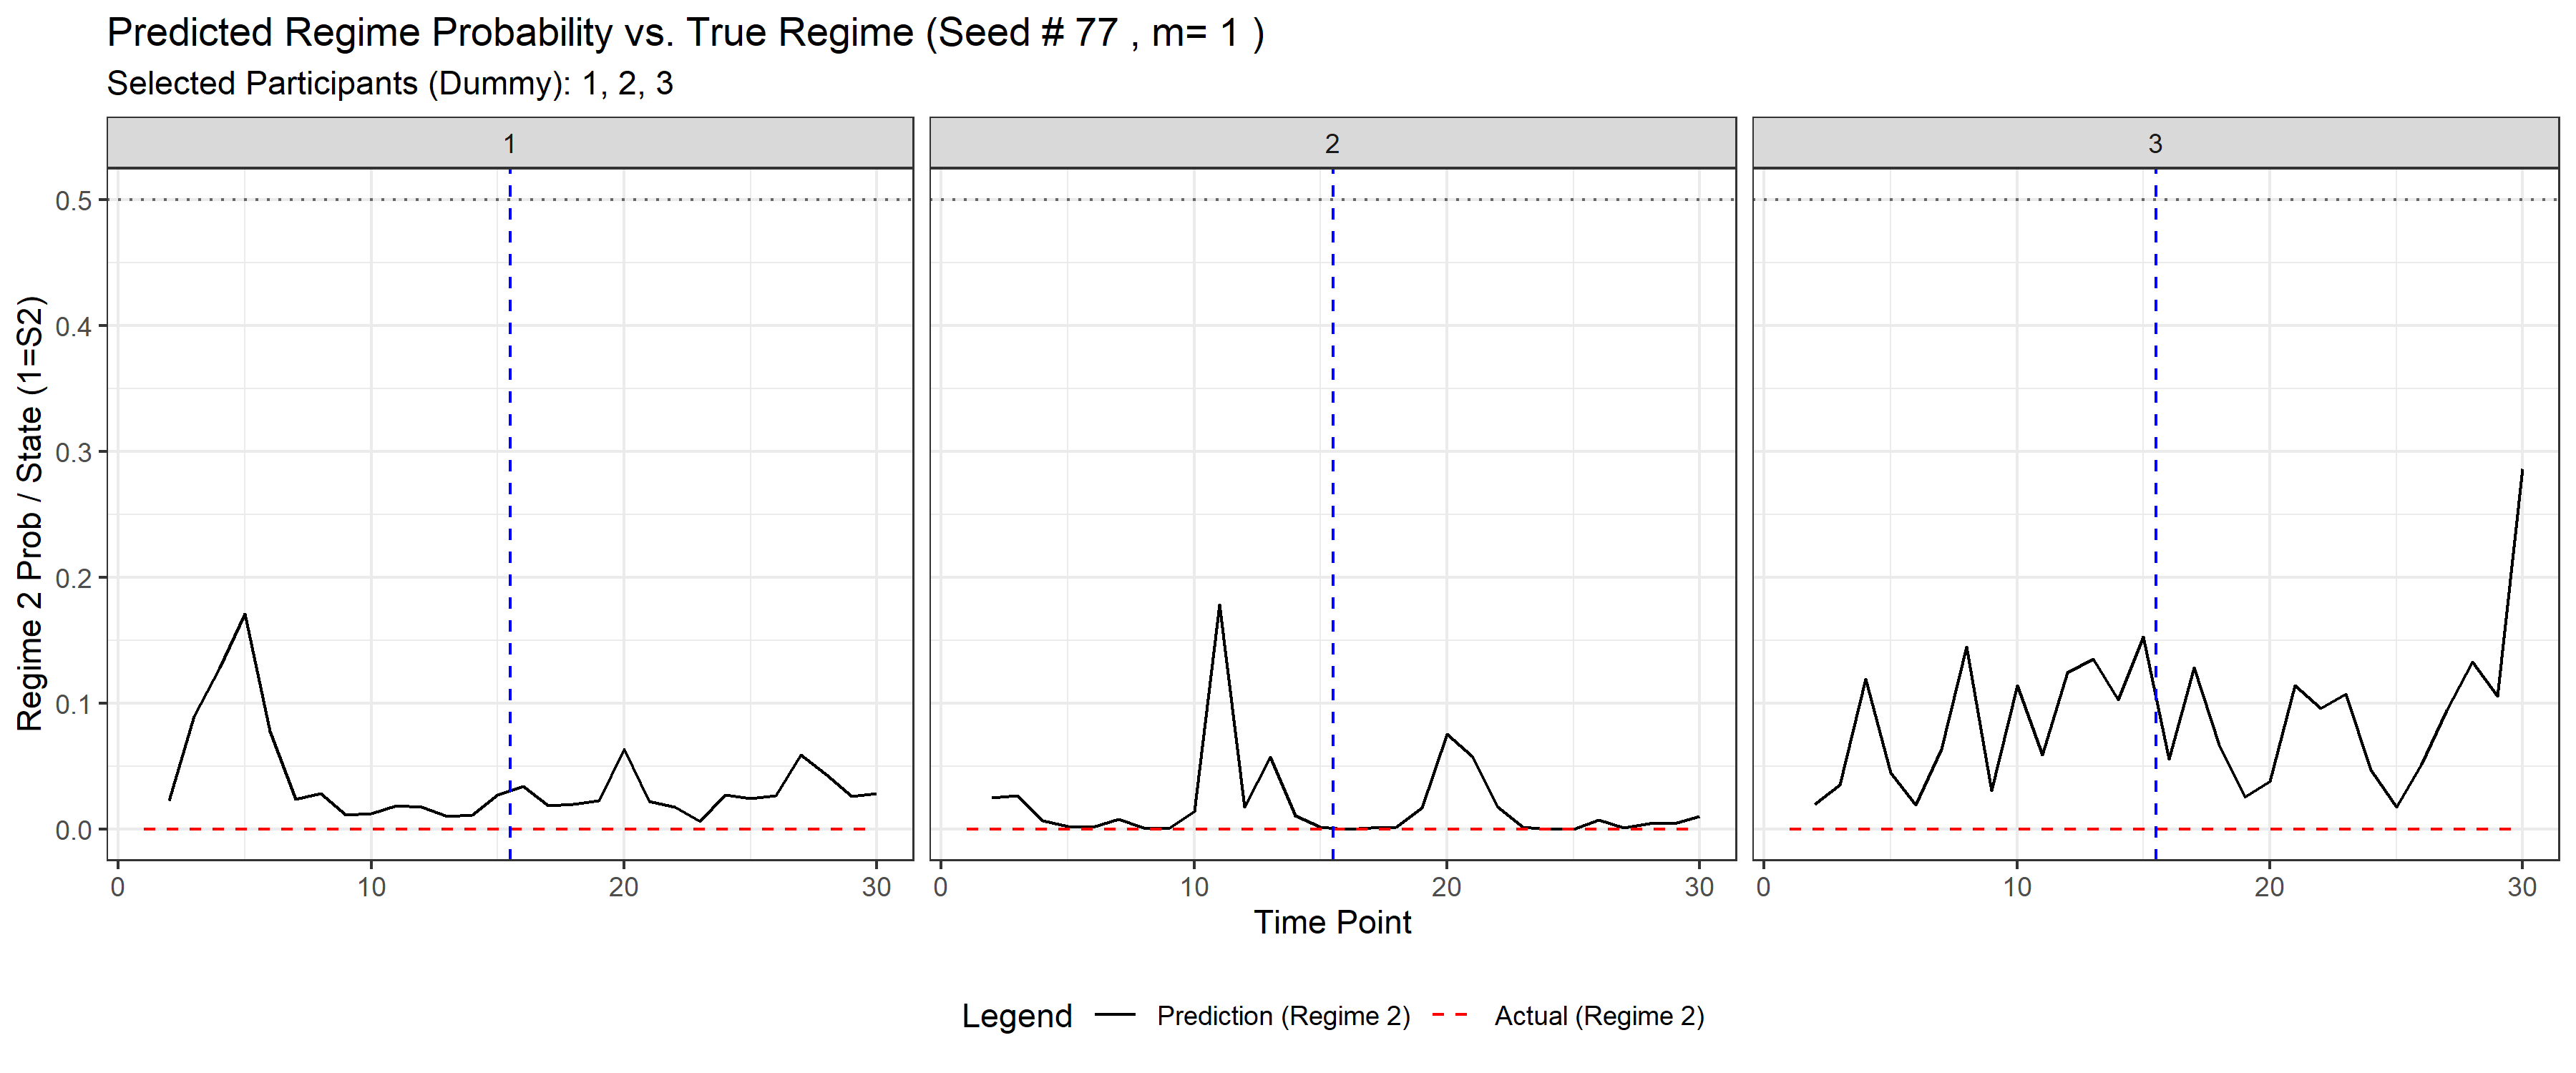 Predicted Regime Probability vs. True Regime (Seed # 77 , m= 1 )
Selected Participants (Dummy): 1, 2, 3
1 2 3
Regime 2 Prob / State (1=S2)
0.5
0.4
0.3
0.2
0.1
0.0
0 10 20 30 0 10 20 30 0 10 20 30
Time Point
Legend Prediction (Regime 2) Actual (Regime 2)